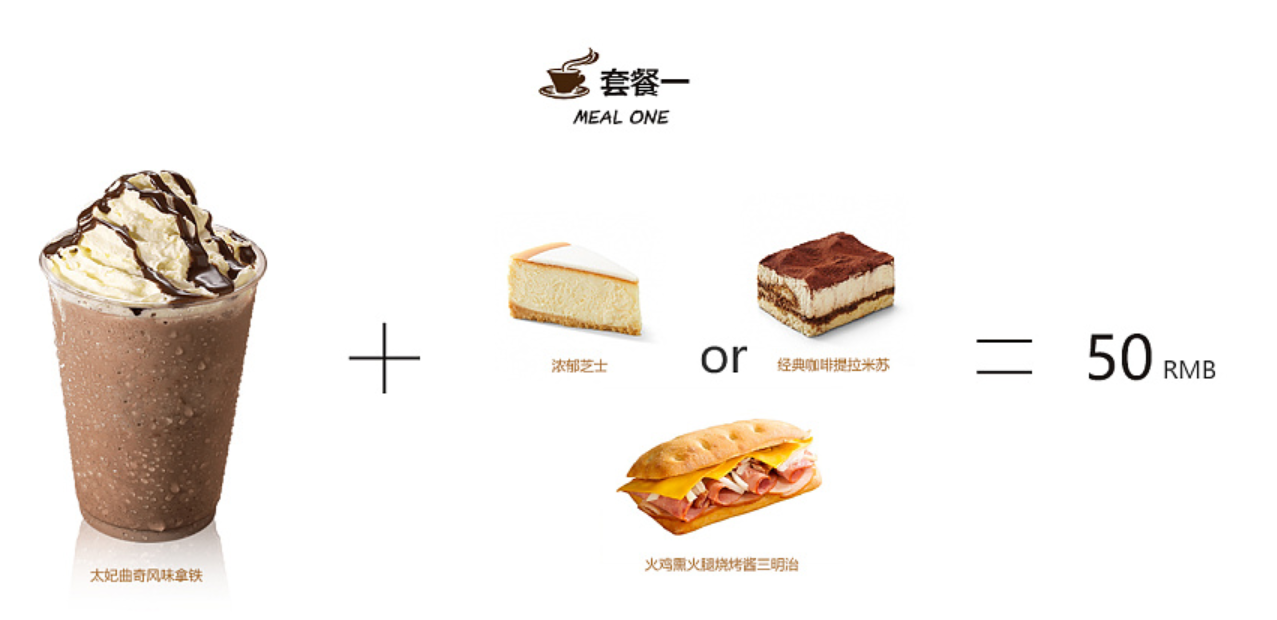 套餐一
MEAL ONE
浓郁芝士
or
经典咖啡提拉米苏
50 RMB
火鸡熏火腿烧烤酱三明治
太妃曲奇风味拿铁